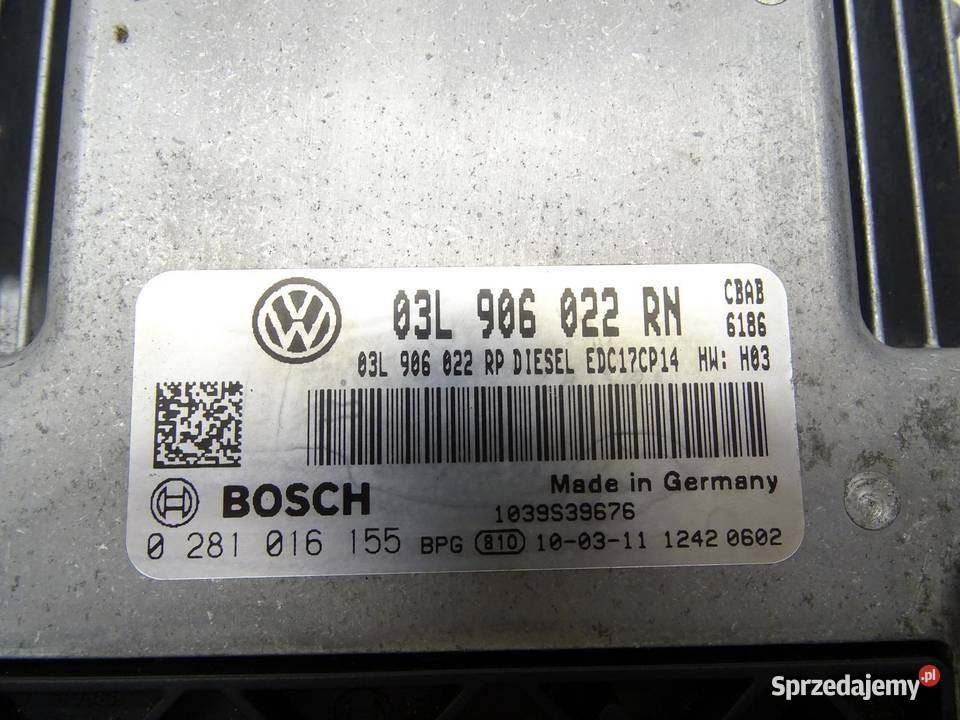 03L 906 022 RN CBAB
6186
03L 906 022 RP DIESEL EDC17CP14 HW: H03
Made in Germany
BOSCH
1039S39676
0 281 016 155 BPG 810 10-03-11 1242 0602
Sprzedajemy.pl